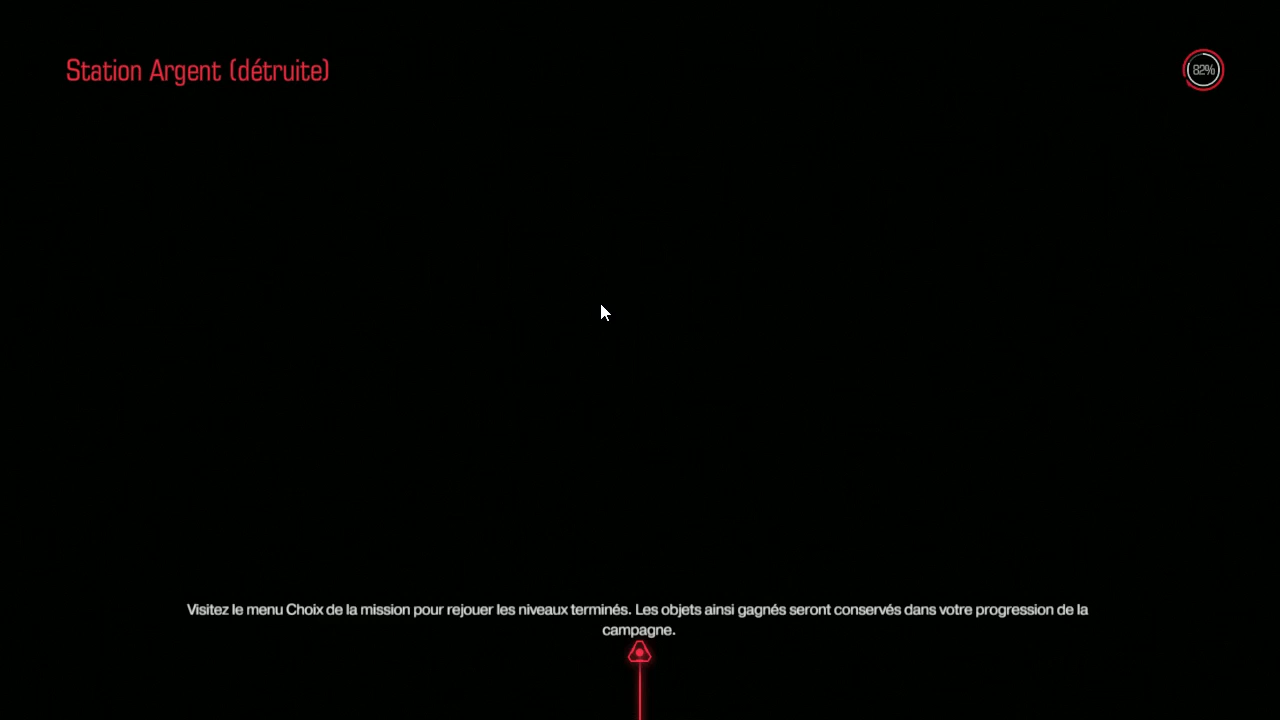 Station Argent (détruite)
82%
Visitez le menu Choix de la mission pour rejouer les niveaux terminés. Les objets ainsi gagnés seront conservés dans votre progression de la
campagne.